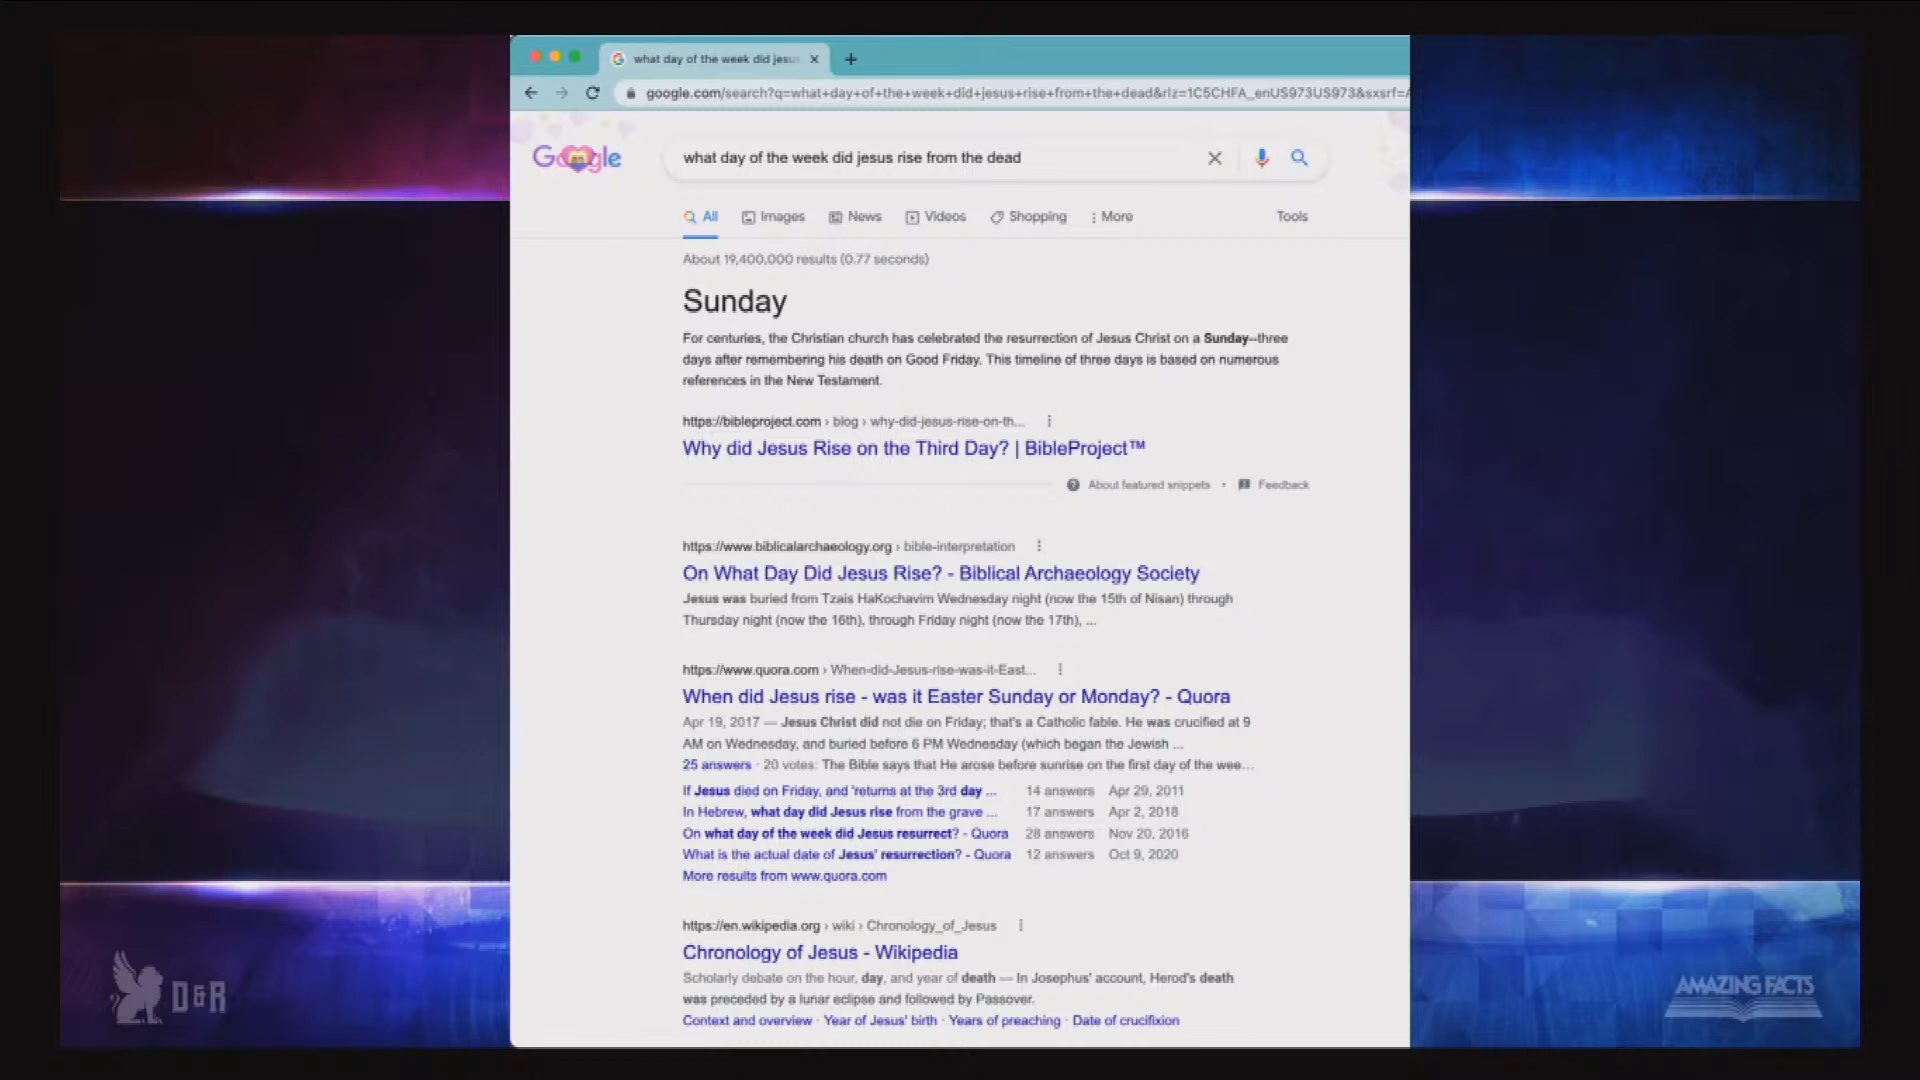 what day of the week did jesus
google.com/search?q=what+day+of+the+week+did+jesus+rise+from+the+dead&rlz=1C5CHFA_enUS973US973&sxsrf=A
Google
what day of the week did jesus rise from the dead
All Images News Videos Shopping More Tools
About 19,400,000 results (0.77 seconds)
Sunday
For centuries, the Christian church has celebrated the resurrection of Jesus Christ on a Sunday--three
days after remembering his death on Good Friday. This timeline of three days is based on numerous
references in the New Testament.
https://bibleproject.com › blog › why-did-jesus-rise-on-th...
Why did Jesus Rise on the Third Day? | BibleProject™
About featured snippets • Feedback
https://www.biblicalarchaeology.org › bible-interpretation
On What Day Did Jesus Rise? - Biblical Archaeology Society
Jesus was buried from Tzais HaKochavim Wednesday night (now the 15th of Nisan) through
Thursday night (now the 16th), through Friday night (now the 17th), ...
https://www.quora.com › When-did-Jesus-rise-was-it-East...
When did Jesus rise - was it Easter Sunday or Monday? - Quora
Apr 19, 2017 — Jesus Christ did not die on Friday; that's a Catholic fable. He was crucified at 9
AM on Wednesday, and buried before 6 PM Wednesday (which began the Jewish ...
25 answers · 20 votes: The Bible says that He arose before sunrise on the first day of the wee...
If Jesus died on Friday, and 'returns at the 3rd day ... 14 answers Apr 29, 2011
In Hebrew, what day did Jesus rise from the grave ... 17 answers Apr 2, 2018
On what day of the week did Jesus resurrect? - Quora 28 answers Nov 20, 2016
What is the actual date of Jesus' resurrection? - Quora 12 answers Oct 9, 2020
More results from www.quora.com
https://en.wikipedia.org › wiki › Chronology_of_Jesus
Chronology of Jesus - Wikipedia
Scholarly debate on the hour, day, and year of death — In Josephus' account, Herod's death
was preceded by a lunar eclipse and followed by Passover.
Context and overview · Year of Jesus' birth · Years of preaching · Date of crucifixion
D&R
AMAZING FACTS